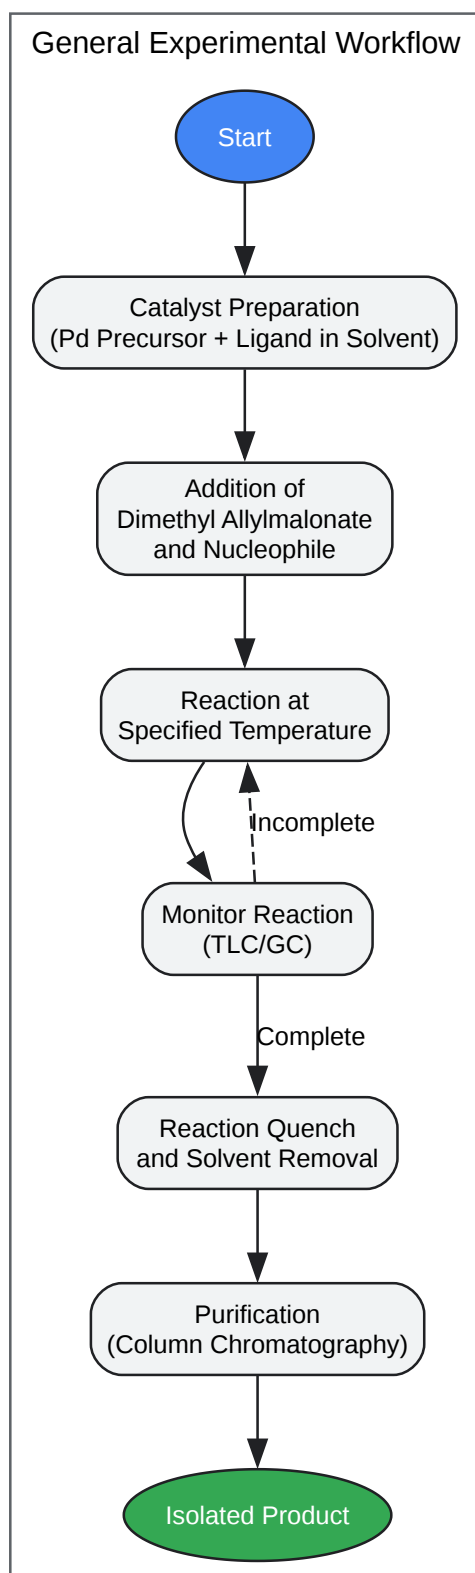 General Experimental Workflow
Start
Catalyst Preparation
(Pd Precursor + Ligand in Solvent)
Addition of
Dimethyl Allylmalonate
and Nucleophile
Reaction at
Specified Temperature
Incomplete
Monitor Reaction
(TLC/GC)
Complete
Reaction Quench
and Solvent Removal
Purification
(Column Chromatography)
Isolated Product